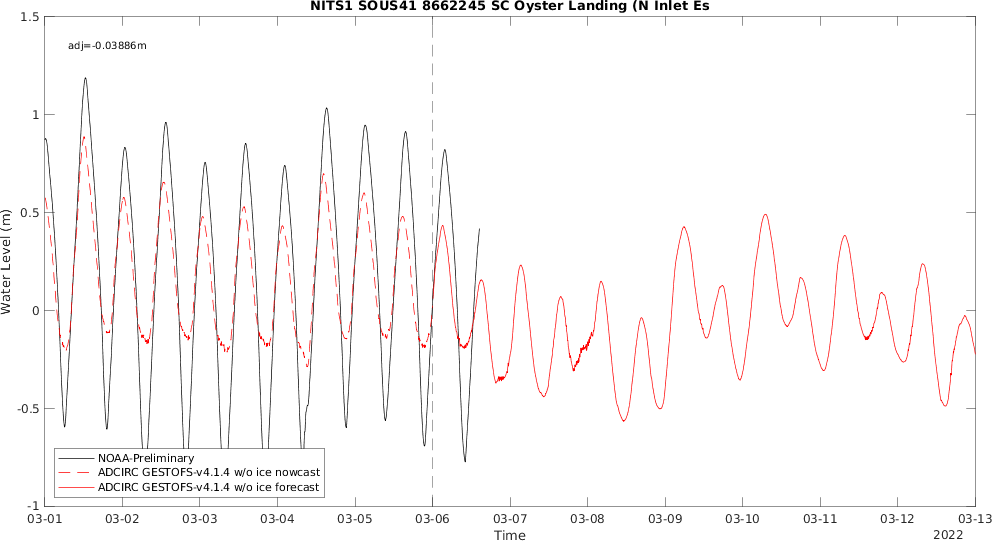 NITS1 SOUS41 8662245 SC Oyster Landing (N Inlet Es
1.5
adj=-0.03886m
1
0.5
0
-0.5
-1
Water Level (m)
NOAA-Preliminary
ADCIRC GESTOFS-v4.1.4 w/o ice nowcast
ADCIRC GESTOFS-v4.1.4 w/o ice forecast
03-01 03-02 03-03 03-04 03-05 03-06 03-07 03-08 03-09 03-10 03-11 03-12 03-13
Time
2022